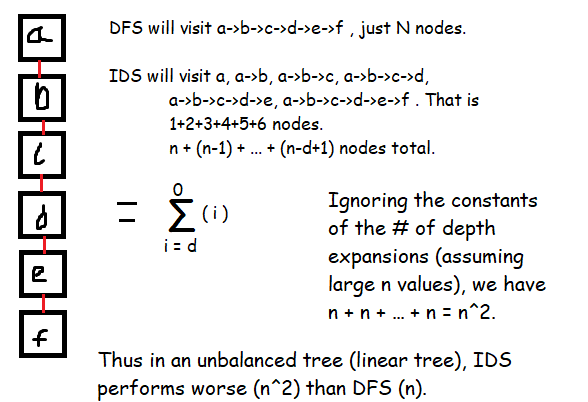 a
b
c
d
e
f
DFS will visit a->b->c->d->e->f , just N nodes.
IDS will visit a, a->b, a->b->c, a->b->c->d,
a->b->c->d->e, a->b->c->d->e->f . That is
1+2+3+4+5+6 nodes.
n + (n-1) + ... + (n-d+1) nodes total.
= 0
∑ (i)
i = d
Ignoring the constants
of the # of depth
expansions (assuming
large n values), we have
n + n + ... + n = n^2.
Thus in an unbalanced tree (linear tree), IDS
performs worse (n^2) than DFS (n).